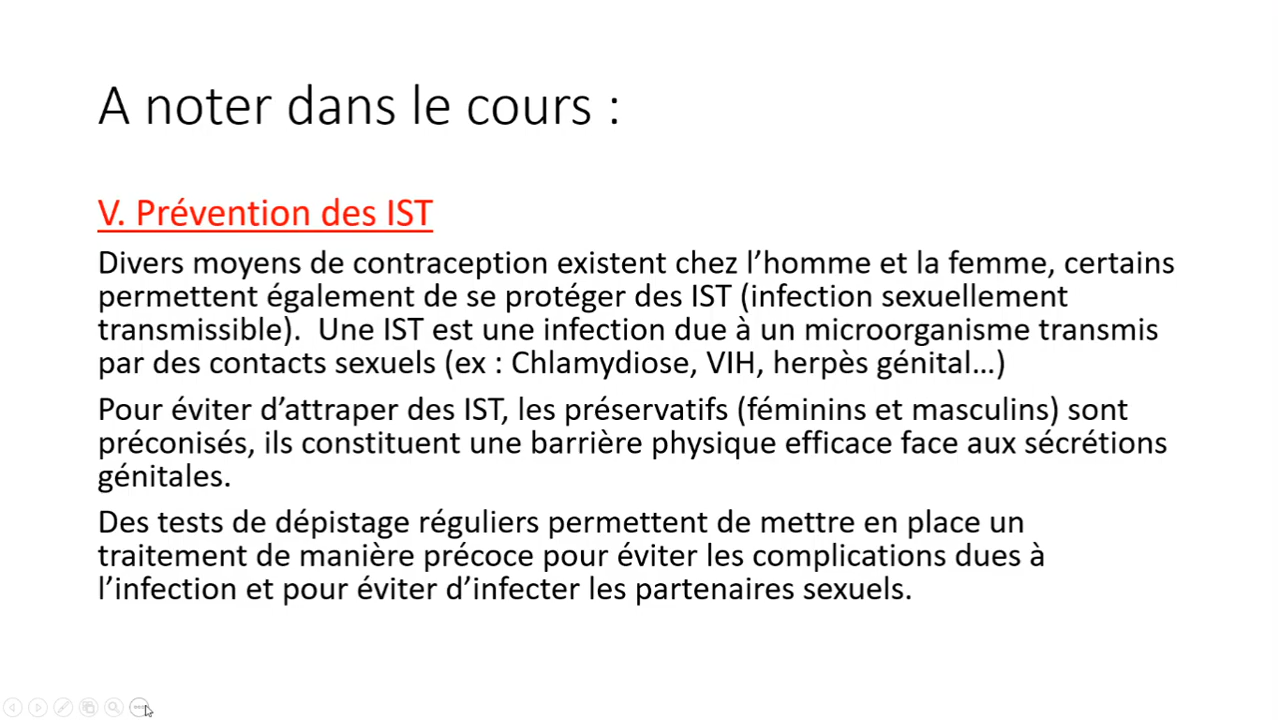 A noter dans le cours :
V. Prévention des IST
Divers moyens de contraception existent chez l’homme et la femme, certains
permettent également de se protéger des IST (infection sexuellement
transmissible).  Une IST est une infection due à un microorganisme transmis
par des contacts sexuels (ex : Chlamydiose, VIH, herpès génital…)
Pour éviter d’attraper des IST, les préservatifs (féminins et masculins) sont
préconisés, ils constituent une barrière physique efficace face aux sécrétions
génitales.
Des tests de dépistage réguliers permettent de mettre en place un
traitement de manière précoce pour éviter les complications dues à
l’infection et pour éviter d’infecter les partenaires sexuels.